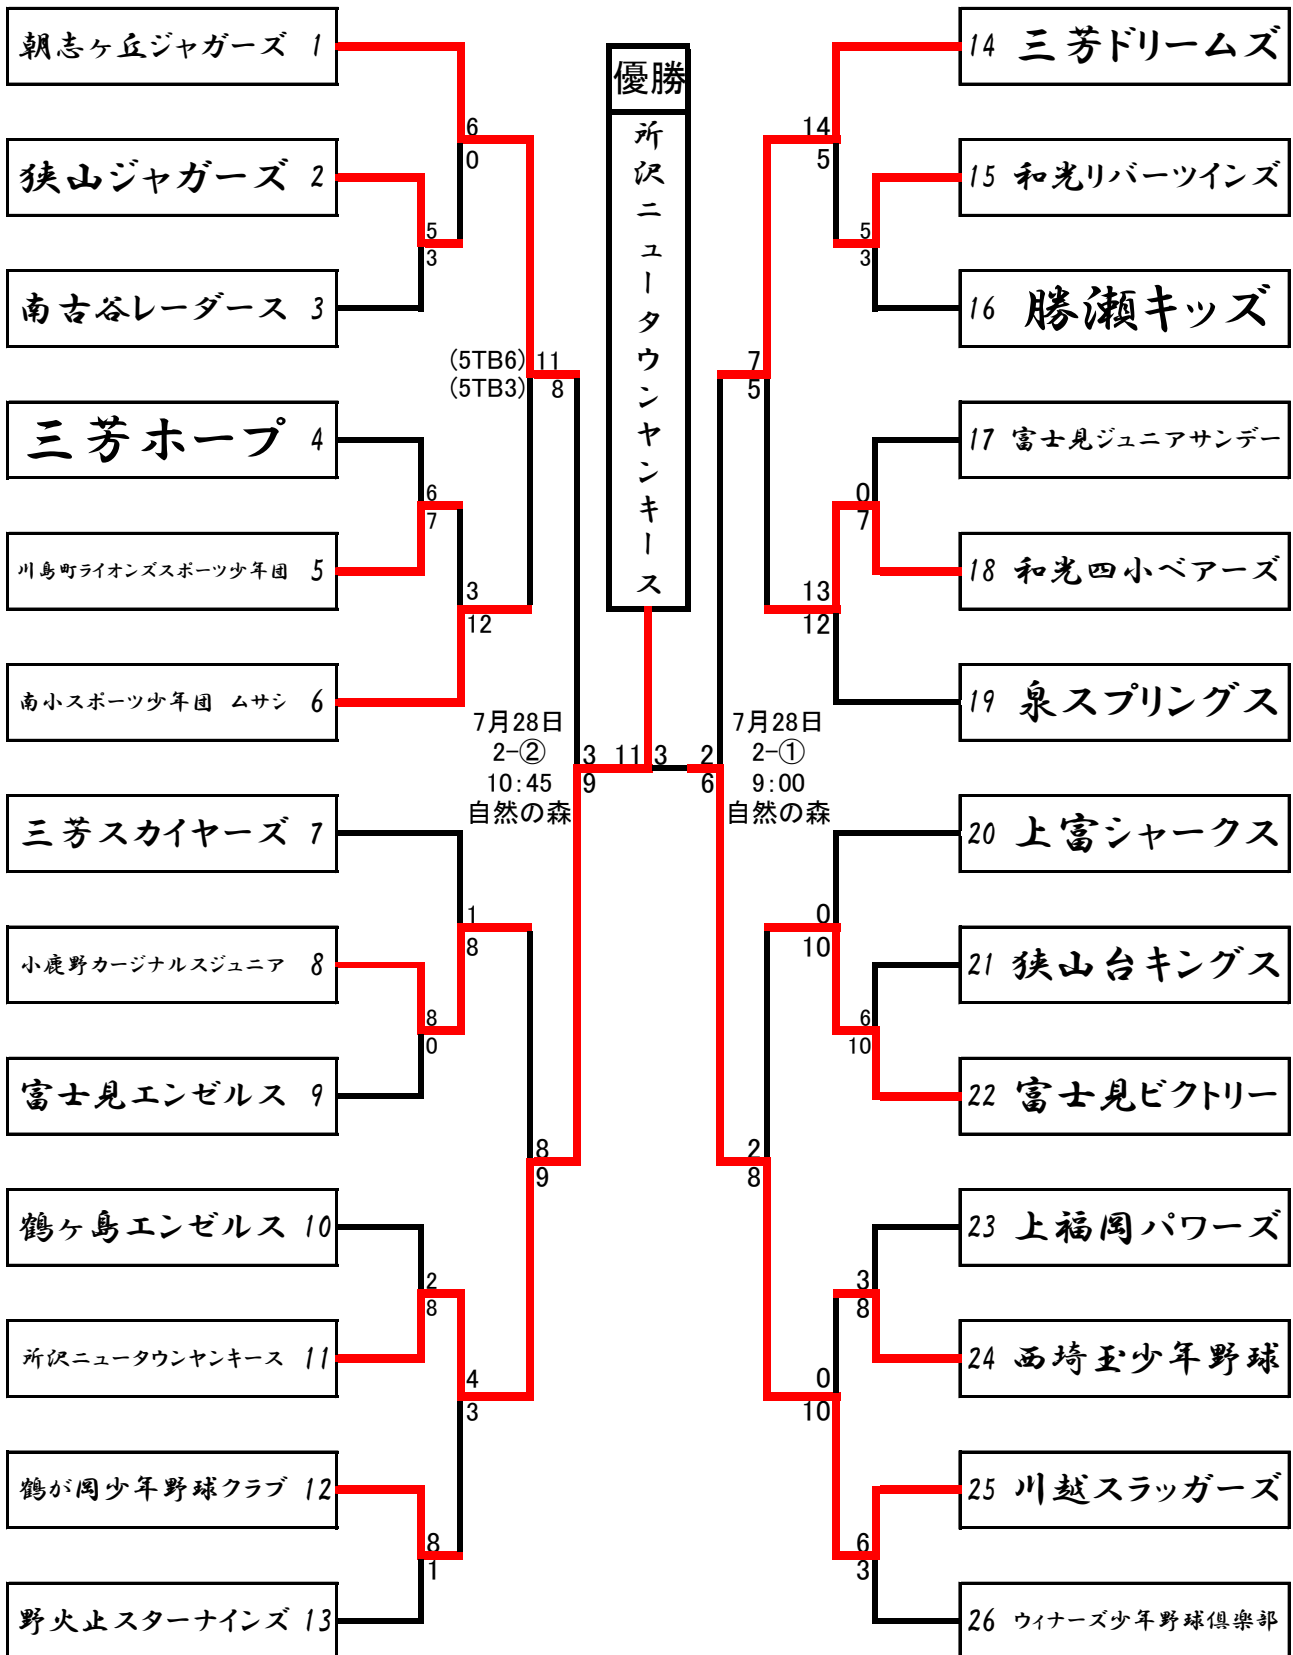 朝志ヶ丘ジャガーズ 1
狭山ジャガーズ 2
南古谷レーダース 3
三芳ホープ 4
川島町ライオンズスポーツ少年団 5
南小スポーツ少年団 ムサシ 6
三芳スカイヤーズ 7
小鹿野カージナルスジュニア 8
富士見エンゼルス 9
鶴ヶ島エンゼルス 10
所沢ニュータウンヤンキース 11
鶴が岡少年野球クラブ 12
野火止スターナインズ 13
6
0
5
3
(5TB6) 11
(5TB3) 8
6
7
3
12
1
8
8
0
8
9
2
8
4
3
8
1
7月28日
2-②
10:45
自然の森
3
9
優勝
所沢ニュータウンヤンキース
11 3
2
6
7月28日
2-①
9:00
自然の森
14
5
5
3
7
5
0
7
13
12
0
10
6
10
2
8
3
8
0
10
6
3
14 三芳ドリームズ
15 和光リバーツインズ
16 勝瀬キッズ
17 富士見ジュニアサンデー
18 和光四小ベアーズ
19 泉スプリングス
20 上富シャークス
21 狭山台キングス
22 富士見ビクトリー
23 上福岡パワーズ
24 西埼玉少年野球
25 川越スラッガーズ
26 ウィナーズ少年野球倶楽部